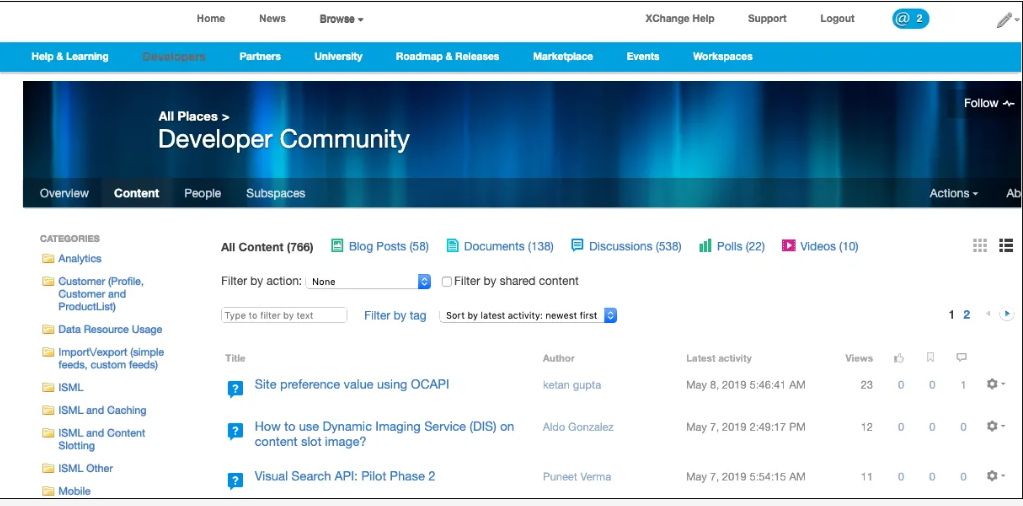 Home News Browse XChange Help Support Logout @ 2
Help & Learning Developers Partners University Roadmap & Releases Marketplace Events Workspaces
Follow
All Places >
Developer Community
Overview Content People Subspaces Actions Ab
CATEGORIES
Analytics
Customer (Profile,
Customer and
ProductList)
Data Resource Usage
Import\/export (simple
feeds, custom feeds)
ISML
ISML and Caching
ISML and Content
Slotting
ISML Other
Mobile
All Content (766) Blog Posts (58) Documents (138) Discussions (538) Polls (22) Videos (10)
Filter by action: None Filter by shared content
Type to filter by text Filter by tag Sort by latest activity: newest first 1 2
Title Author Latest activity Views
? Site preference value using OCAPI ketan gupta May 8, 2019 5:46:41 AM 23 0 0 1
? How to use Dynamic Imaging Service (DIS) on Aldo Gonzalez May 7, 2019 2:49:17 PM 12 0 0 0
content slot image?
? Visual Search API: Pilot Phase 2 Puneet Verma May 7, 2019 5:54:15 AM 11 0 0 0